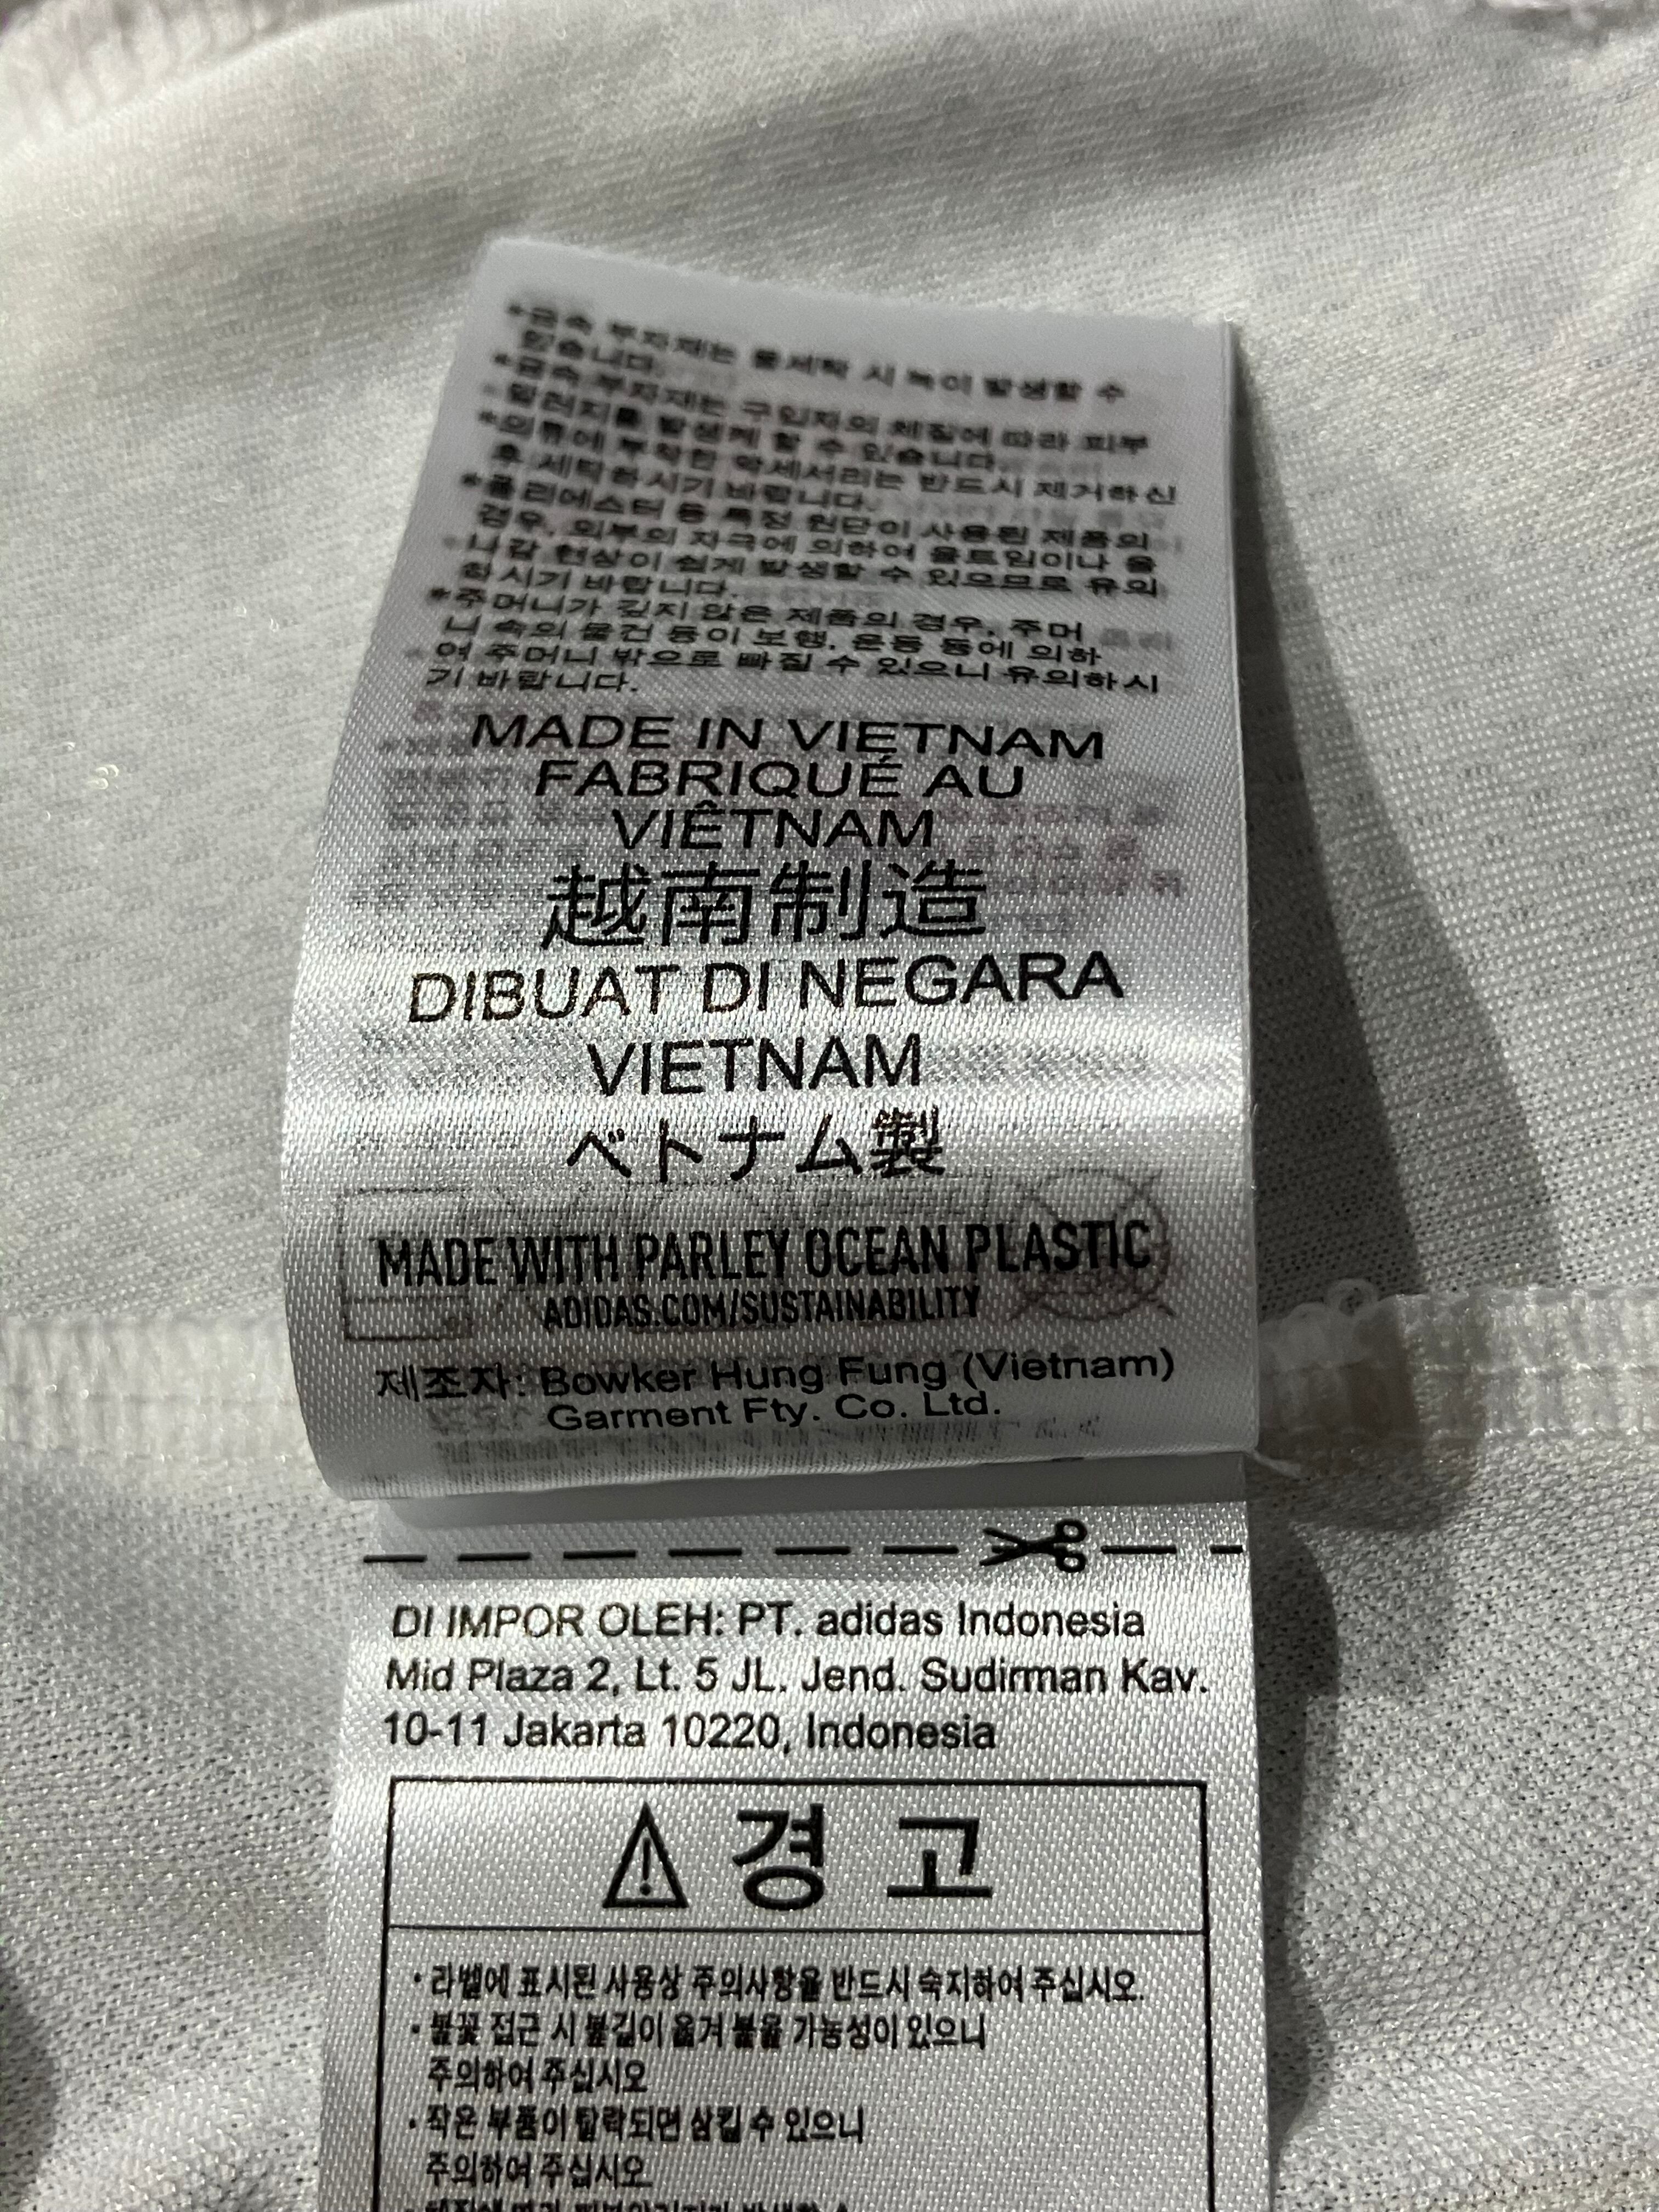 *금속 부자재는 물세탁 시 녹이 발생할 수
있습니다.
*금속 부자재는 구입자의 체질에 따라 피부
알러지를 발생케 할 수 있습니다.
*의류에 부착한 악세서리는 반드시 제거하신
후 세탁하시기 바랍니다.
*폴리에스터 등 특정 원단이 사용된 제품의
경우, 외부의 자극에 의하여 올트임이나 올
나감 현상이 쉽게 발생할 수 있으므로 유의
하시기 바랍니다.
*주머니가 깊지 않은 제품의 경우, 주머
니 속의 물건 등이 보행, 운동 등에 의하
여 주머니 밖으로 빠질 수 있으니 유의하시
기 바랍니다.
MADE IN VIETNAM
FABRIQUÉ AU
VIÊTNAM
越南制造
DIBUAT DI NEGARA
VIETNAM
ベトナム製
MADE WITH PARLEY OCEAN PLASTIC
ADIDAS.COM/SUSTAINABILITY
제조자: Bowker Hung Fung (Vietnam)
Garment Fty. Co. Ltd.
DI IMPOR OLEH: PT. adidas Indonesia
Mid Plaza 2, Lt. 5 JL. Jend. Sudirman Kav.
10-11 Jakarta 10220, Indonesia
경 고
· 라벨에 표시된 사용상 주의사항을 반드시 숙지하여 주십시오.
· 불꽃 접근 시 불길이 옮겨 붙을 가능성이 있으니
주의하여 주십시오
· 작은 부품이 탈락되면 삼킬 수 있으니
주의하여 주십시오